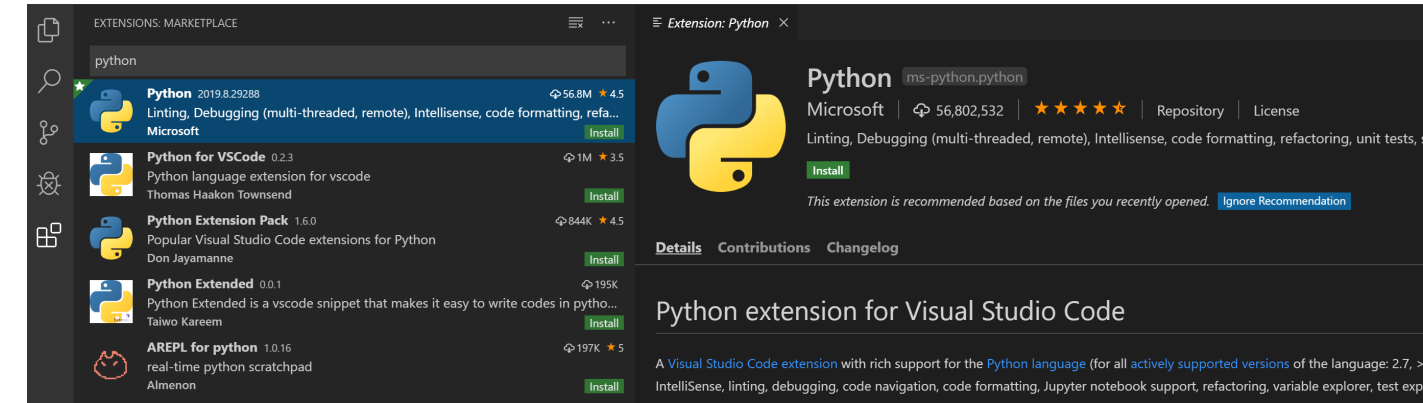 EXTENSIONS: MARKETPLACE
python
Python 2019.8.29288 56.8M 4.5
Linting, Debugging (multi-threaded, remote), Intellisense, code formatting, refa...
Microsoft Install
Python for VSCode 0.2.3 1M 3.5
Python language extension for vscode
Thomas Haakon Townsend Install
Python Extension Pack 1.6.0 844K 4.5
Popular Visual Studio Code extensions for Python
Don Jayamanne Install
Python Extended 0.0.1 195K
Python Extended is a vscode snippet that makes it easy to write codes in pytho...
Taiwo Kareem Install
AREPL for python 1.0.16 197K 5
real-time python scratchpad
Almenon Install
Extension: Python
Python ms-python.python
Microsoft 56,802,532 Repository License
Linting, Debugging (multi-threaded, remote), Intellisense, code formatting, refactoring, unit tests,
Install
This extension is recommended based on the files you recently opened. Ignore Recommendation
Details Contributions Changelog
Python extension for Visual Studio Code
A Visual Studio Code extension with rich support for the Python language (for all actively supported versions of the language: 2.7, >
IntelliSense, linting, debugging, code navigation, code formatting, Jupyter notebook support, refactoring, variable explorer, test exp